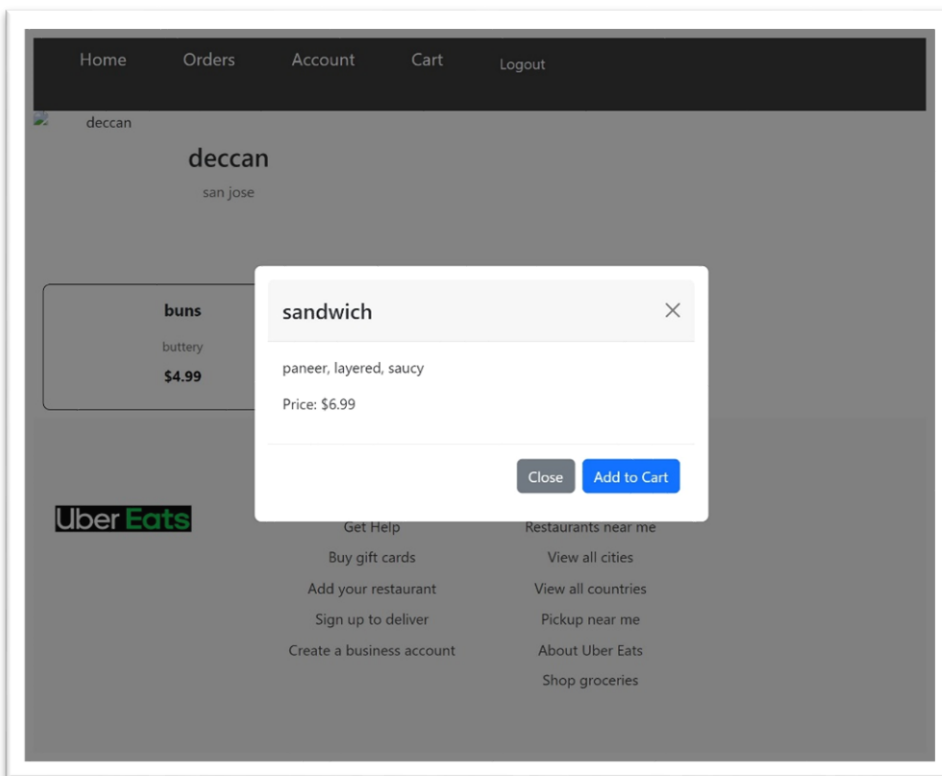 Home Orders Account Cart Logout
deccan
deccan
san jose
buns
buttery
$4.99
sandwich
paneer, layered, saucy
Price: $6.99
Close Add to Cart
Uber Eats
Get Help
Buy gift cards
Add your restaurant
Sign up to deliver
Create a business account
Restaurants near me
View all cities
View all countries
Pickup near me
About Uber Eats
Shop groceries